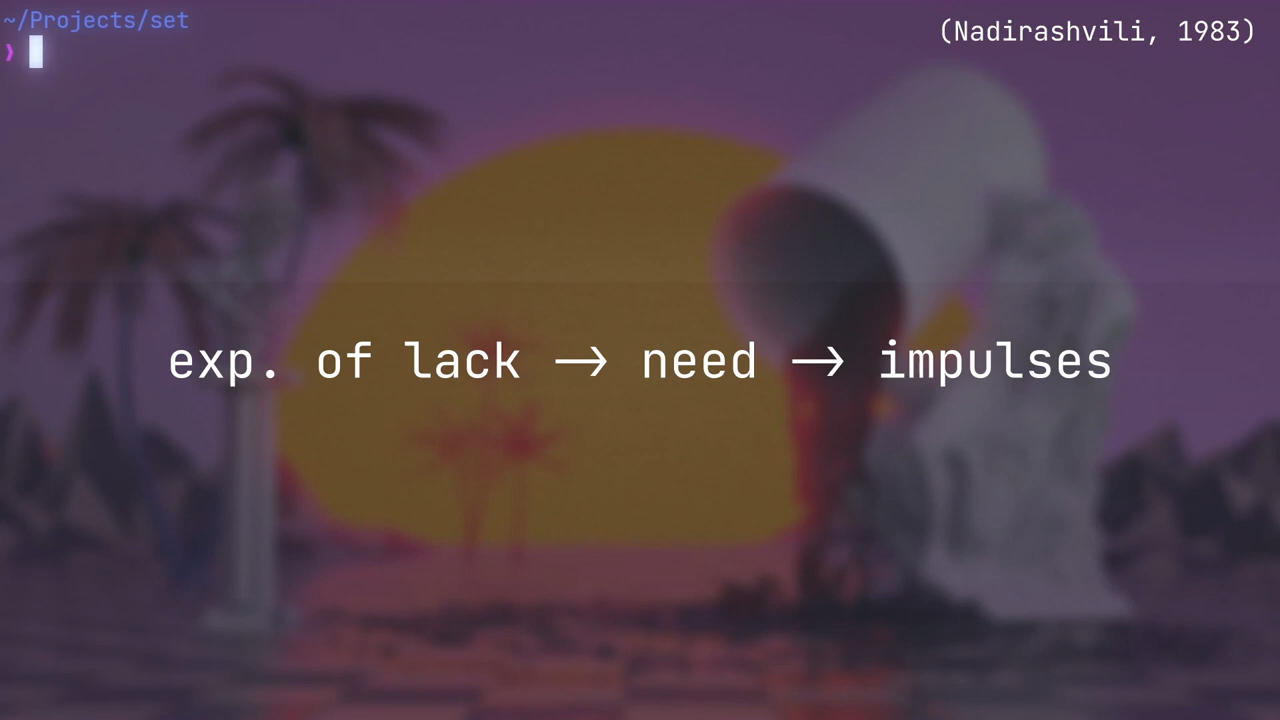 ~/Projects/set
❯
(Nadirashvili, 1983)
exp. of lack → need → impulses